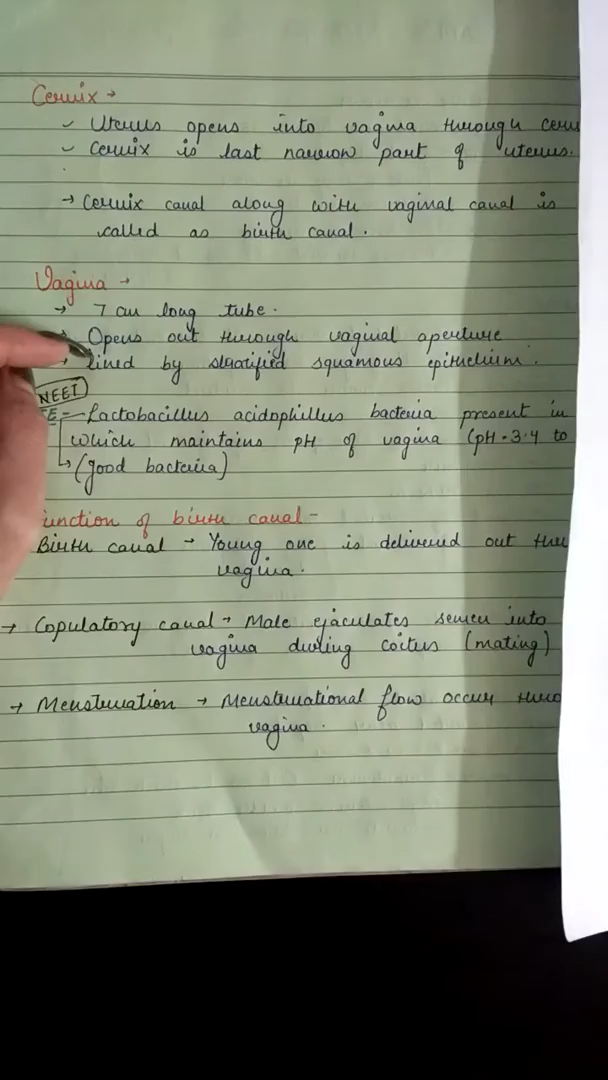 Cervix →
Uterus opens into vagina through
Cervix is last narrow part of uterus.
→ Cervix canal along with vaginal canal is
called as birth canal.
Vagina →
→ 7 cm long tube.
Opens out through vaginal aperture
lined by stratified squamous epithelium.
NEET
Lactobacillus acidophillus bacteria present in
which maintains pH of vagina (pH - 3.4 to
↳ (good bacteria)
unction of birth canal -
Birth canal → Young one is delivered out
vagina.
→ Copulatory canal → Male ejaculates semen into
vagina during coitus (mating)
→ Menstruation → Menstruational flow occur
vagina.